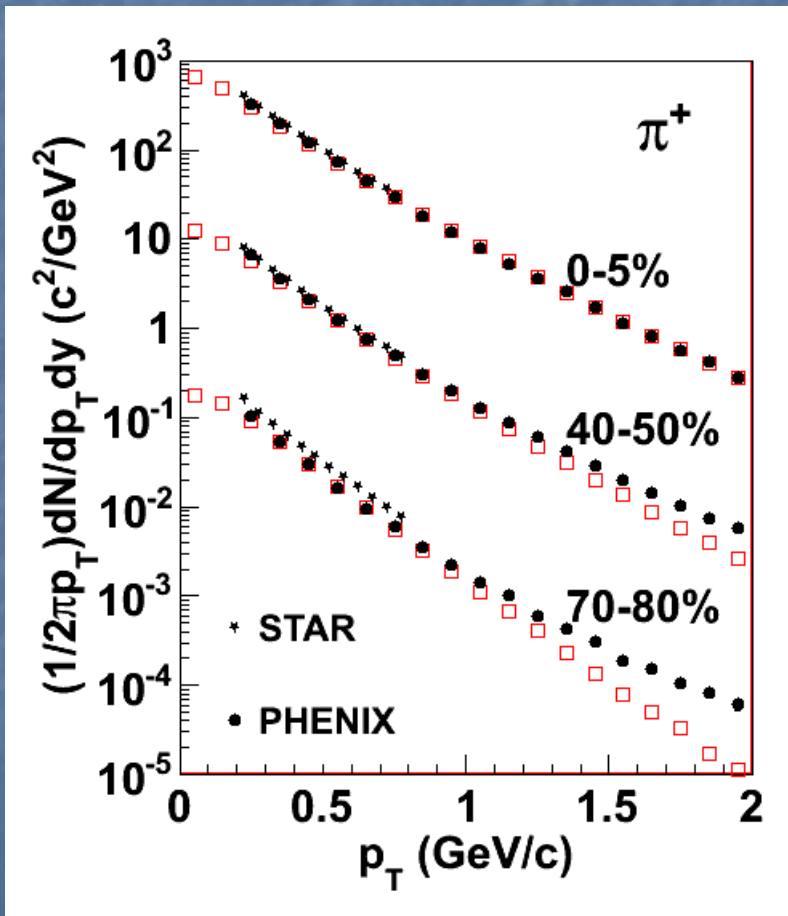 (1/2πp_T)dN/dp_Tdy (c²/GeV²)
10³
10²
10
1
10⁻¹
10⁻²
10⁻³
10⁻⁴
10⁻⁵
π⁺
0-5%
40-50%
70-80%
STAR
PHENIX
0 0.5 1 1.5 2
p_T (GeV/c)